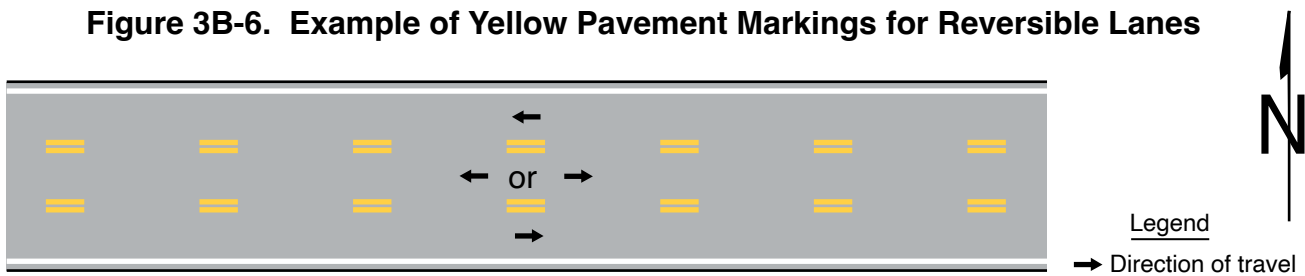 Figure 3B-6. Example of Yellow Pavement Markings for Reversible Lanes
N
or
Legend
Direction of travel